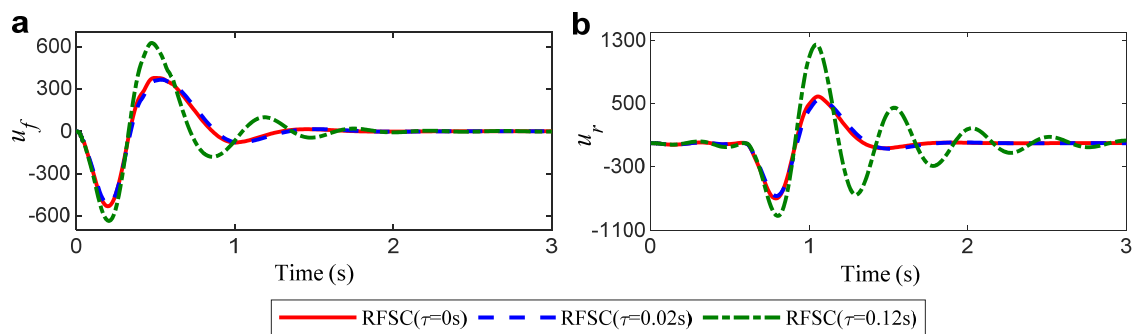 a
600
300
0
-300
-600
u_f
0 1 2 3
Time (s)
b
1300
500
-300
-1100
u_r
0 1 2 3
Time (s)
RFSC(τ=0s) RFSC(τ=0.02s) RFSC(τ=0.12s)